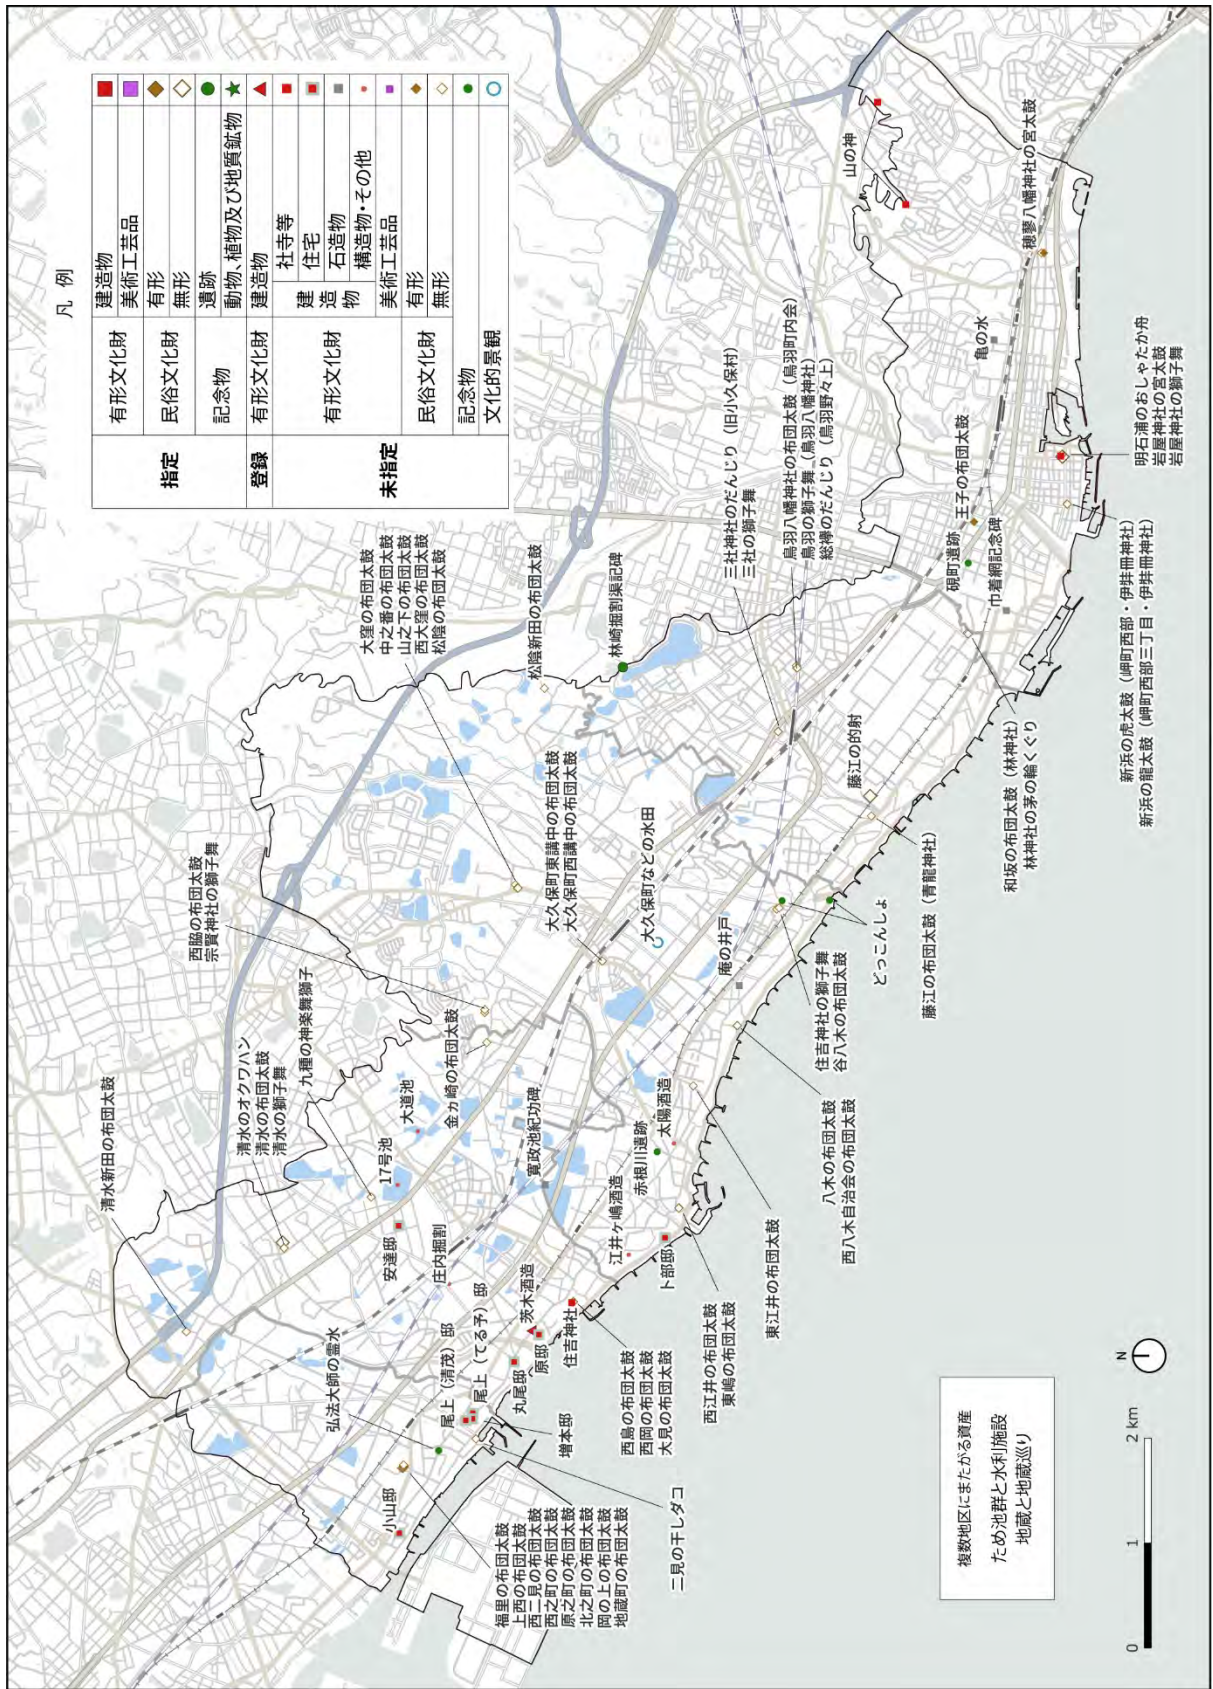 凡 例
指定
有形文化財
建造物
美術工芸品
民俗文化財
有形
無形
記念物
遺跡
動物、植物及び地質鉱物
登録
有形文化財
建造物
未指定
有形文化財
建造物
社寺等
住宅
石造物
構造物・その他
美術工芸品
民俗文化財
有形
無形
記念物
文化的景観
清水新田の布団太鼓
清水のオクワハン
清水の布団太鼓
清水の獅子舞
九種の神楽舞獅子
西脇の布団太鼓
宗賢神社の獅子舞
大窪の布団太鼓
中之番の布団太鼓
山之下の布団太鼓
西大窪の布団太鼓
松陰の布団太鼓
松陰新田の布団太鼓
林崎掘割渠記碑
三社神社のだんじり(旧小久保村)
三社の獅子舞
鳥羽八幡神社の布団太鼓(鳥羽町内会)
鳥羽の獅子舞(鳥羽八幡神社)
総欅のだんじり(鳥羽野々上)
山の神
穂蓼八幡神社の宮太鼓
亀の水
王子の布団太鼓
硯町遺跡
巾着網記念碑
明石浦のおしゃたか舟
岩屋神社の宮太鼓
岩屋神社の獅子舞
新浜の虎太鼓(岬町西部・伊弉冊神社)
新浜の龍太鼓(岬町西部三丁目・伊弉冊神社)
和坂の布団太鼓(林神社)
林神社の茅の輪くぐり
藤江の的射
藤江の布団太鼓(青龍神社)
どっこんしょ
住吉神社の獅子舞
谷八木の布団太鼓
大久保町東講中の布団太鼓
大久保町西講中の布団太鼓
大久保町などの水田
庵の井戸
八木の布団太鼓
西八木自治会の布団太鼓
金ヶ崎の布団太鼓
大道池
17号池
安達邸
寛政池紀功碑
庄内掘割
赤根川遺跡
太陽酒造
江井ヶ嶋酒造
卜部邸
東江井の布団太鼓
西江井の布団太鼓
東嶋の布団太鼓
弘法大師の霊水
尾上(清茂)邸
尾上(てる予)邸
茨木酒造
原邸
丸尾邸
住吉神社
増本邸
西島の布団太鼓
西岡の布団太鼓
大見の布団太鼓
小山邸
二見の干しダコ
福里の布団太鼓
上西の布団太鼓
西二見の布団太鼓
西之町の布団太鼓
原之町の布団太鼓
北之町の布団太鼓
岡の上の布団太鼓
地蔵町の布団太鼓
複数地区にまたがる資産
ため池群と水利施設
地蔵と地蔵巡り
N
0 1 2 km